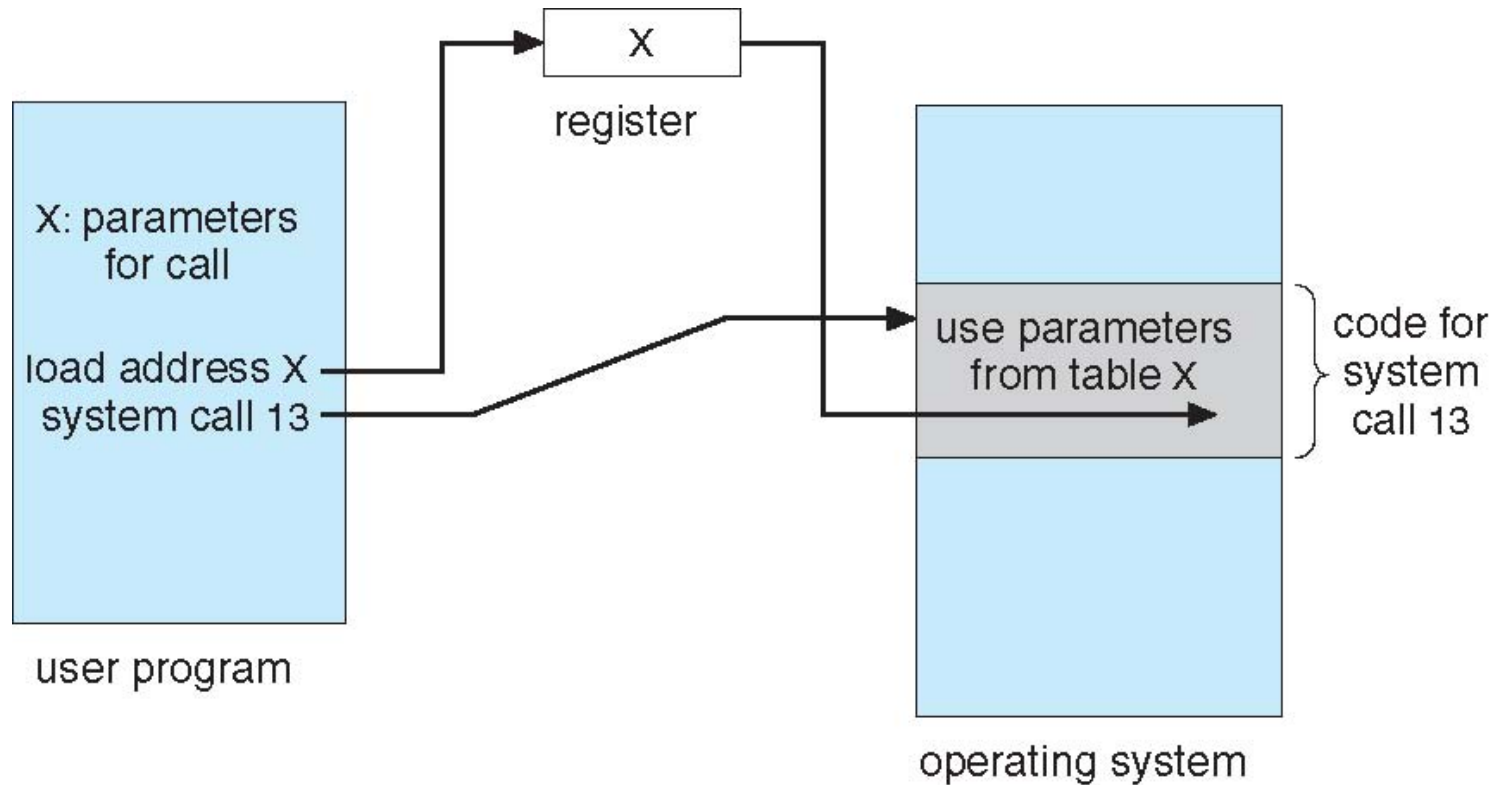 X
register
X: parameters
for call
load address X
system call 13
user program
use parameters
from table X
code for
system
call 13
operating system